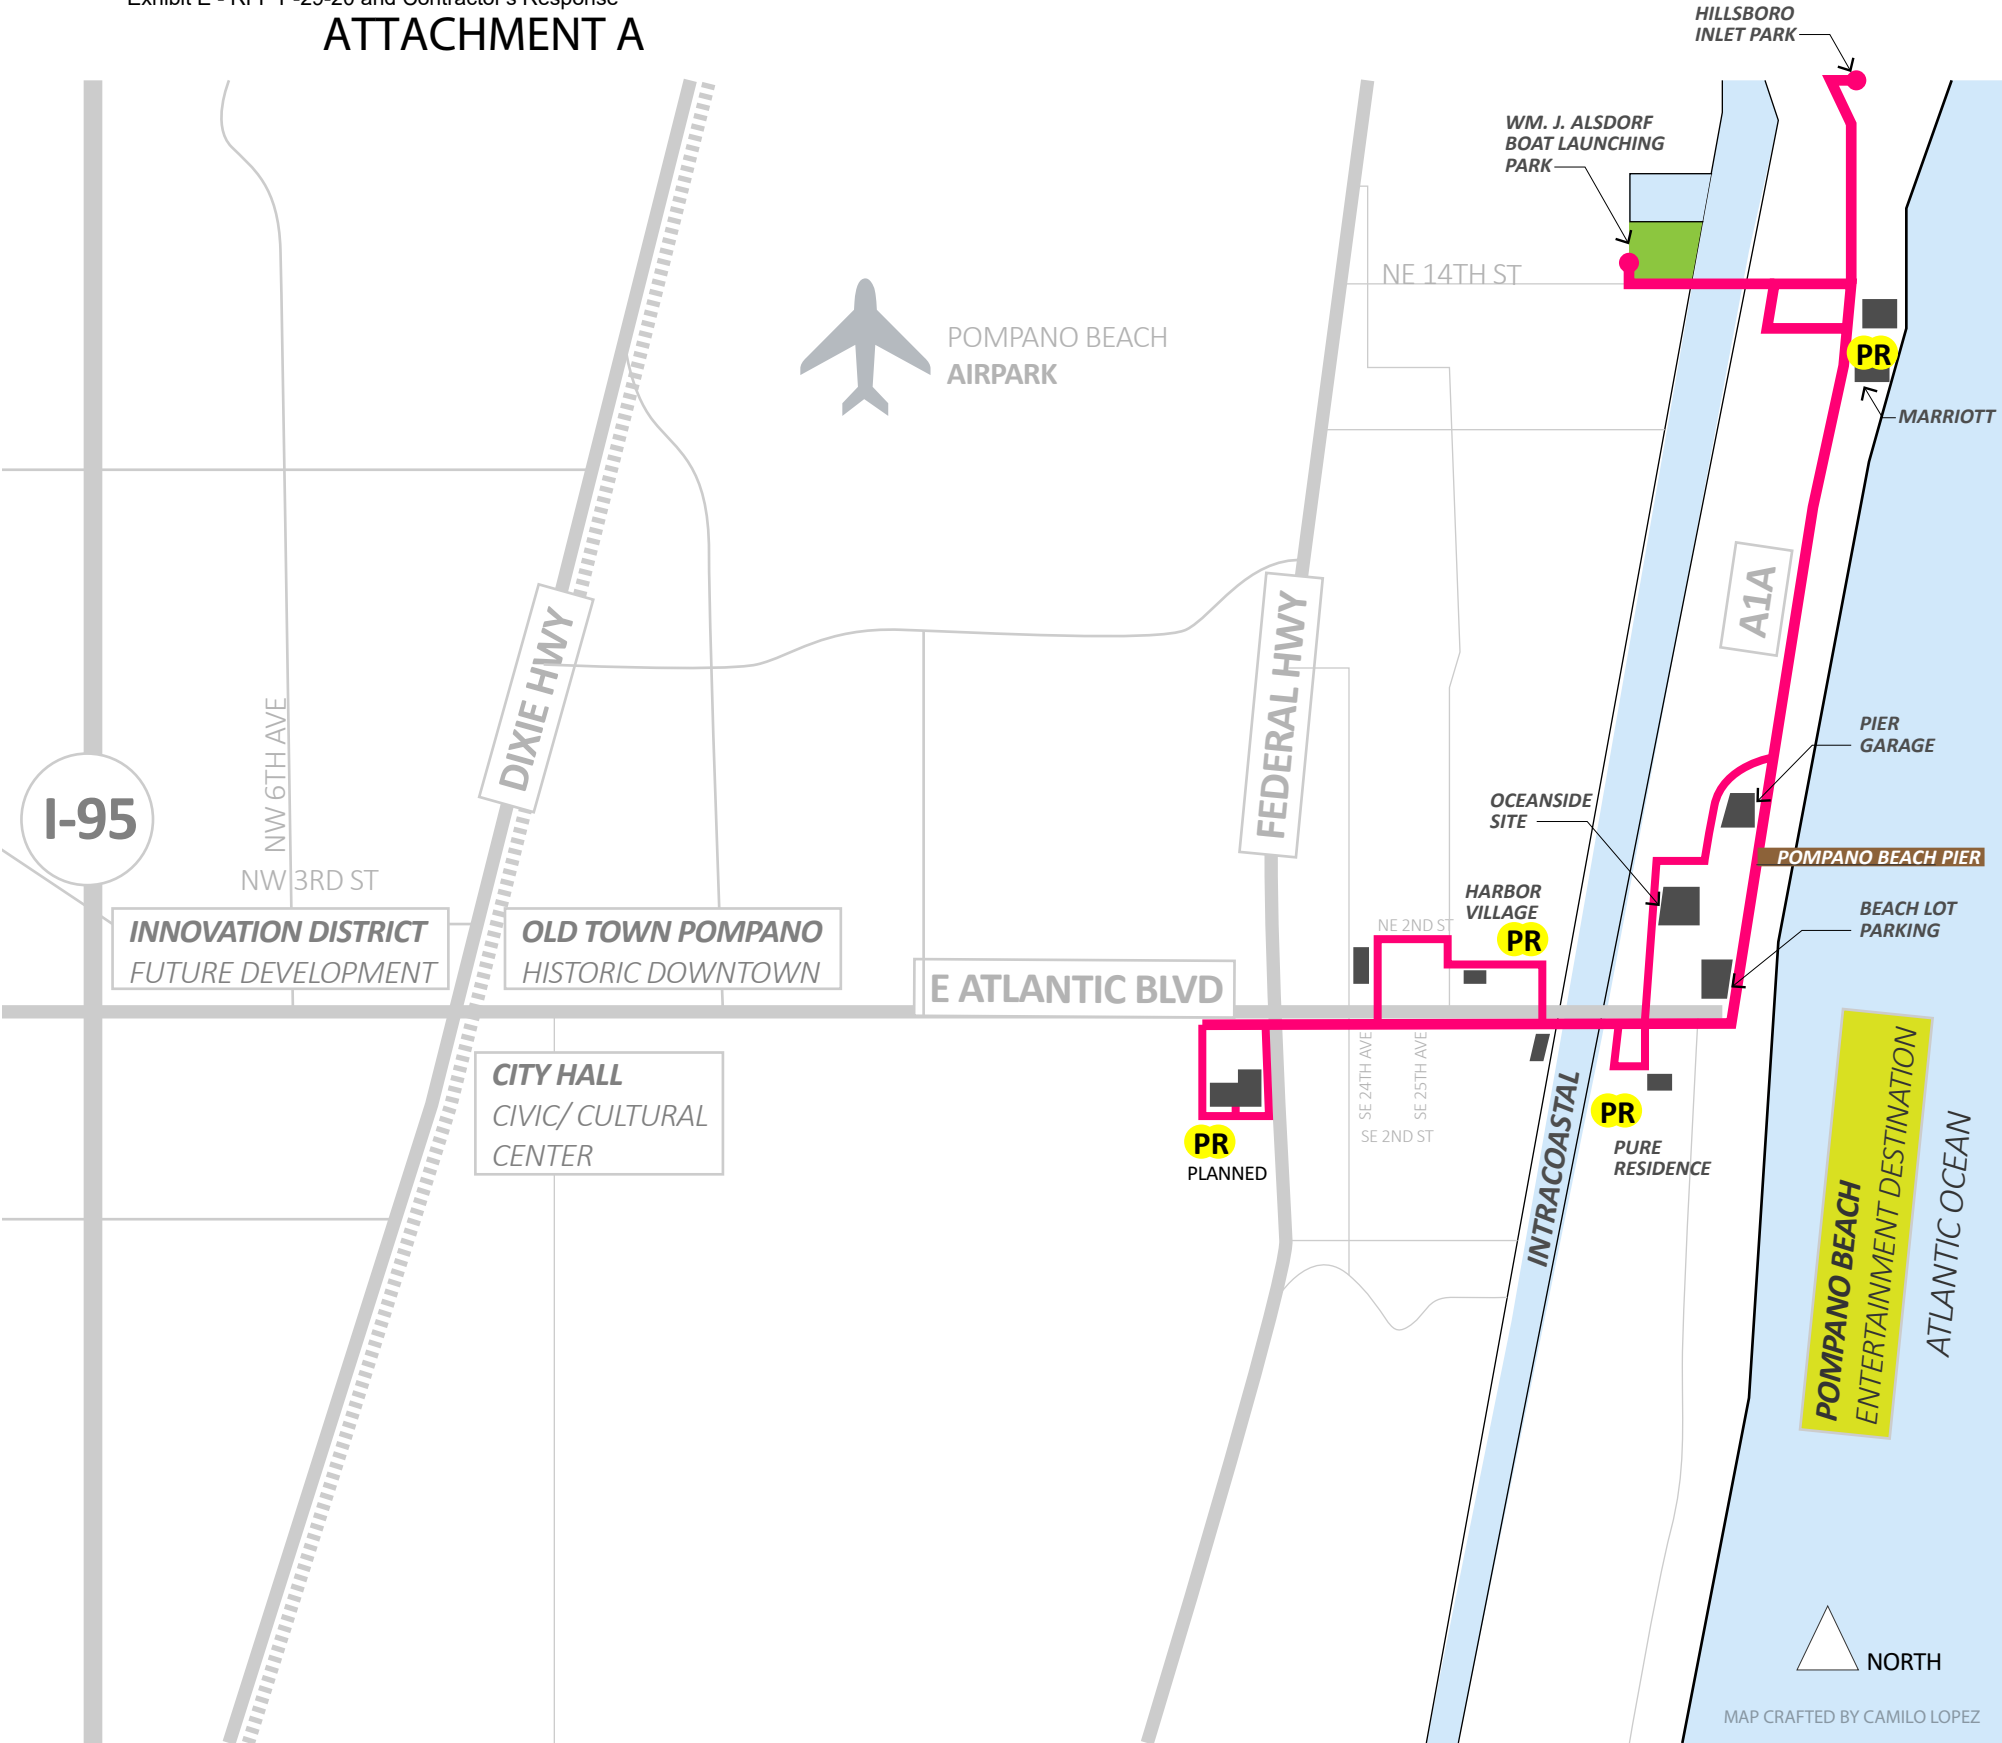 and Contractor's Response
ATTACHMENT A
HILLSBORO
INLET PARK
WM. J. ALSDORF
BOAT LAUNCHING
PARK
NE 14TH ST
POMPANO BEACH
AIRPARK
PR
MARRIOTT
A1A
DIXIE HWY
FEDERAL HWY
NW 6TH AVE
I-95
PIER
GARAGE
OCEANSIDE
SITE
POMPANO BEACH PIER
NW 3RD ST
HARBOR
VILLAGE
PR
NE 2ND ST
BEACH LOT
PARKING
INNOVATION DISTRICT
FUTURE DEVELOPMENT
OLD TOWN POMPANO
HISTORIC DOWNTOWN
E ATLANTIC BLVD
CITY HALL
CIVIC/ CULTURAL
CENTER
SE 24TH AVE
SE 25TH AVE
SE 2ND ST
PR
PLANNED
PR
PURE
RESIDENCE
INTRACOASTAL
POMPANO BEACH
ENTERTAINMENT DESTINATION
ATLANTIC OCEAN
NORTH
MAP CRAFTED BY CAMILO LOPEZ